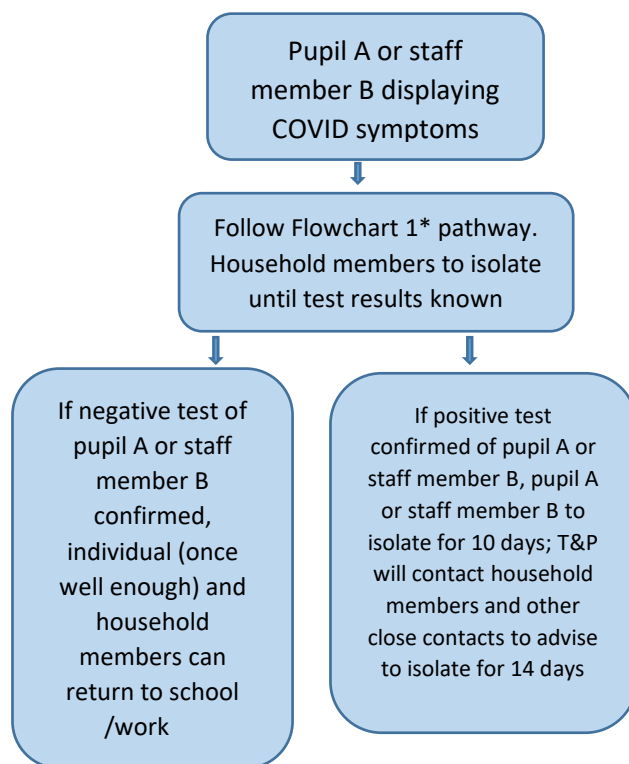 Pupil A or staff
member B displaying
COVID symptoms
Follow Flowchart 1* pathway.
Household members to isolate
until test results known
If negative test of
pupil A or staff
member B
confirmed,
individual (once
well enough) and
household
members can
return to school
/work
If positive test
confirmed of pupil A or
staff member B, pupil A
or staff member B to
isolate for 10 days; T&P
will contact household
members and other
close contacts to advise
to isolate for 14 days